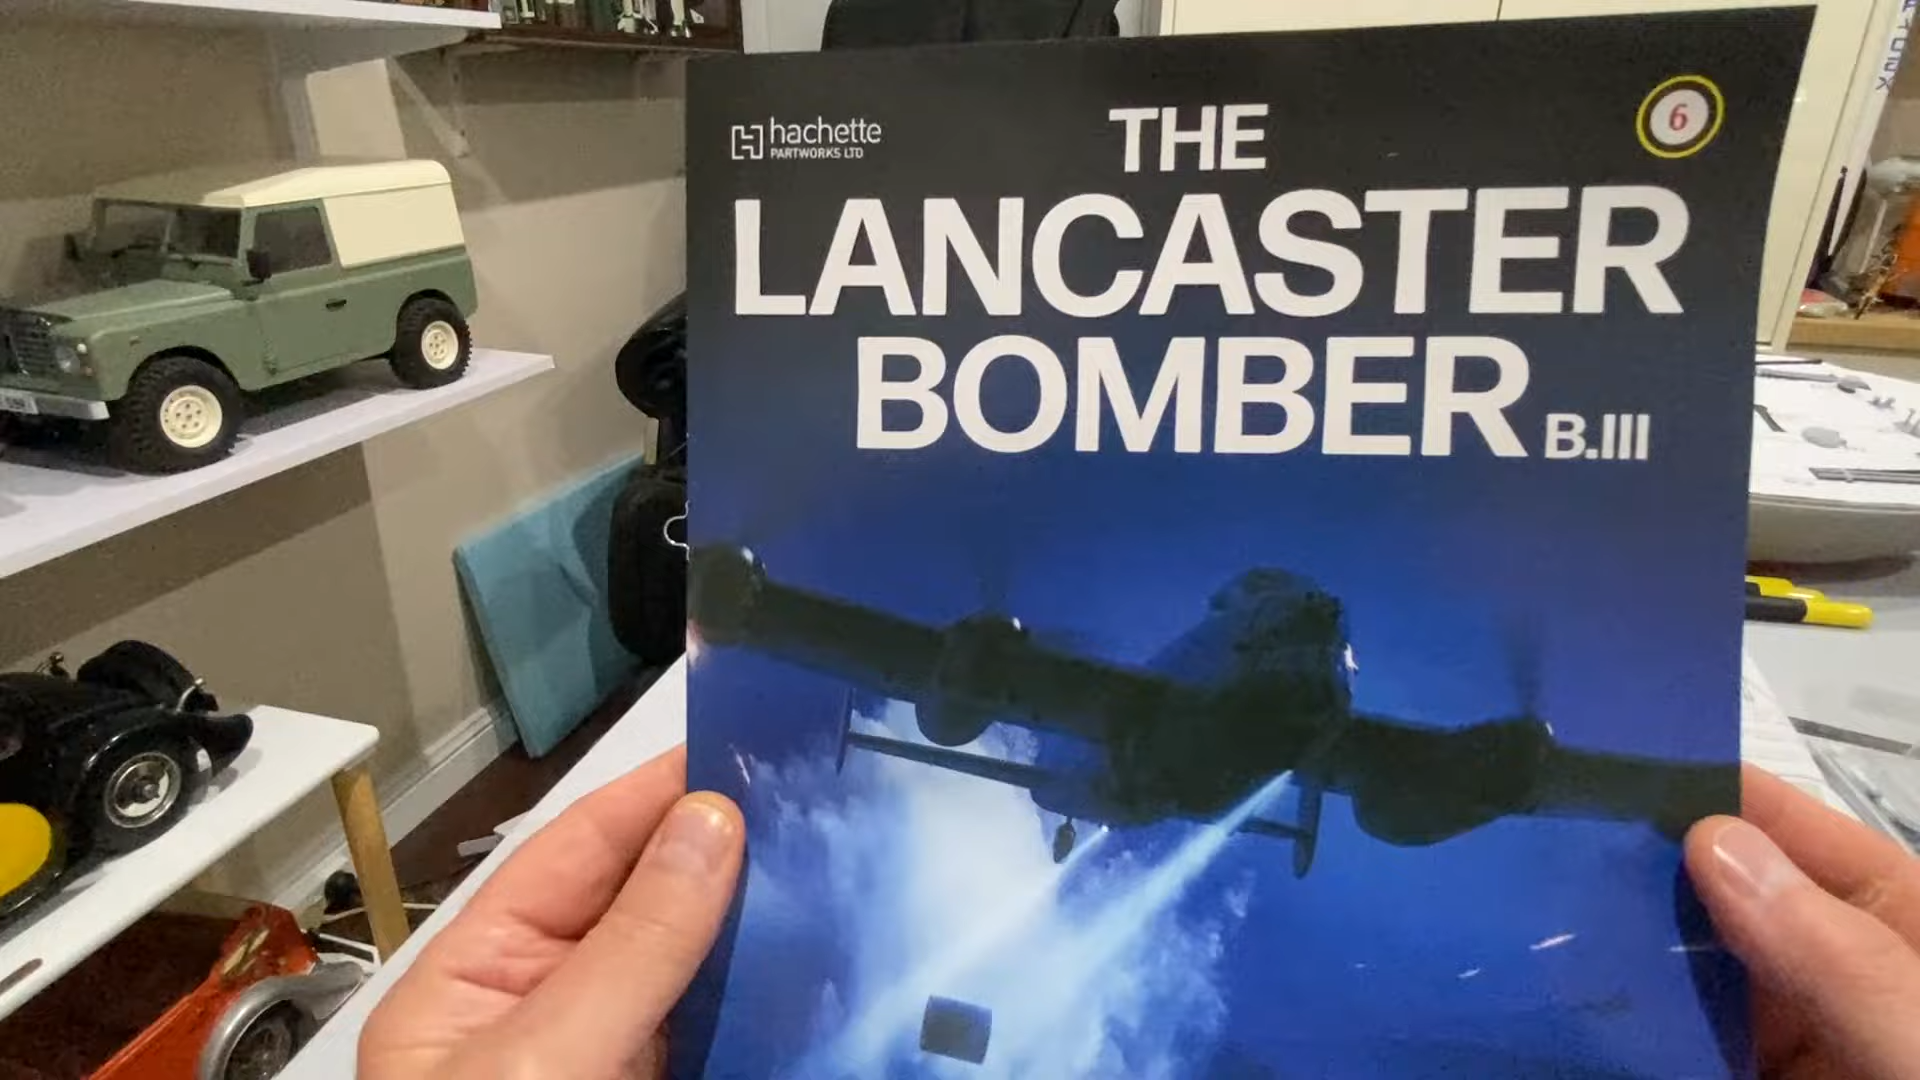 hachette
PARTWORKS LTD
6
THE
LANCASTER
BOMBER B.III